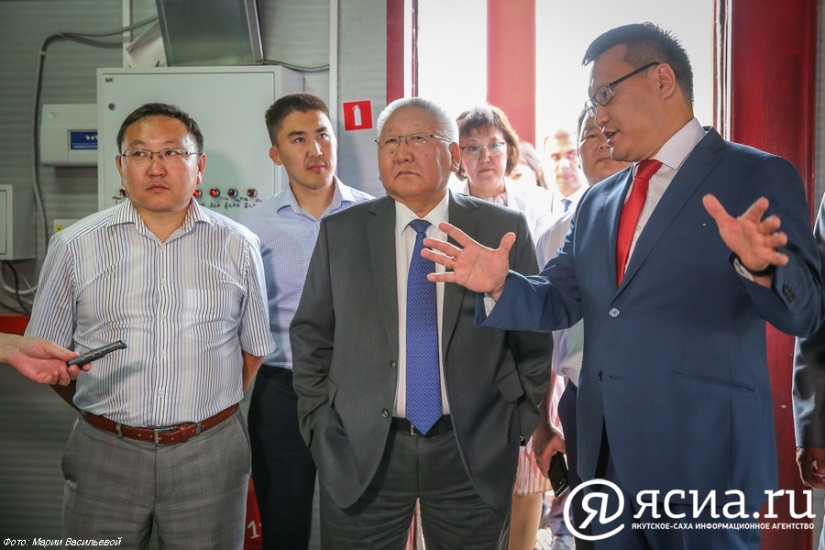 ЯСИА.ru
ЯКУТСКОЕ-САХА ИНФОРМАЦИОННОЕ АГЕНТСТВО
Фото: Марии Васильевой